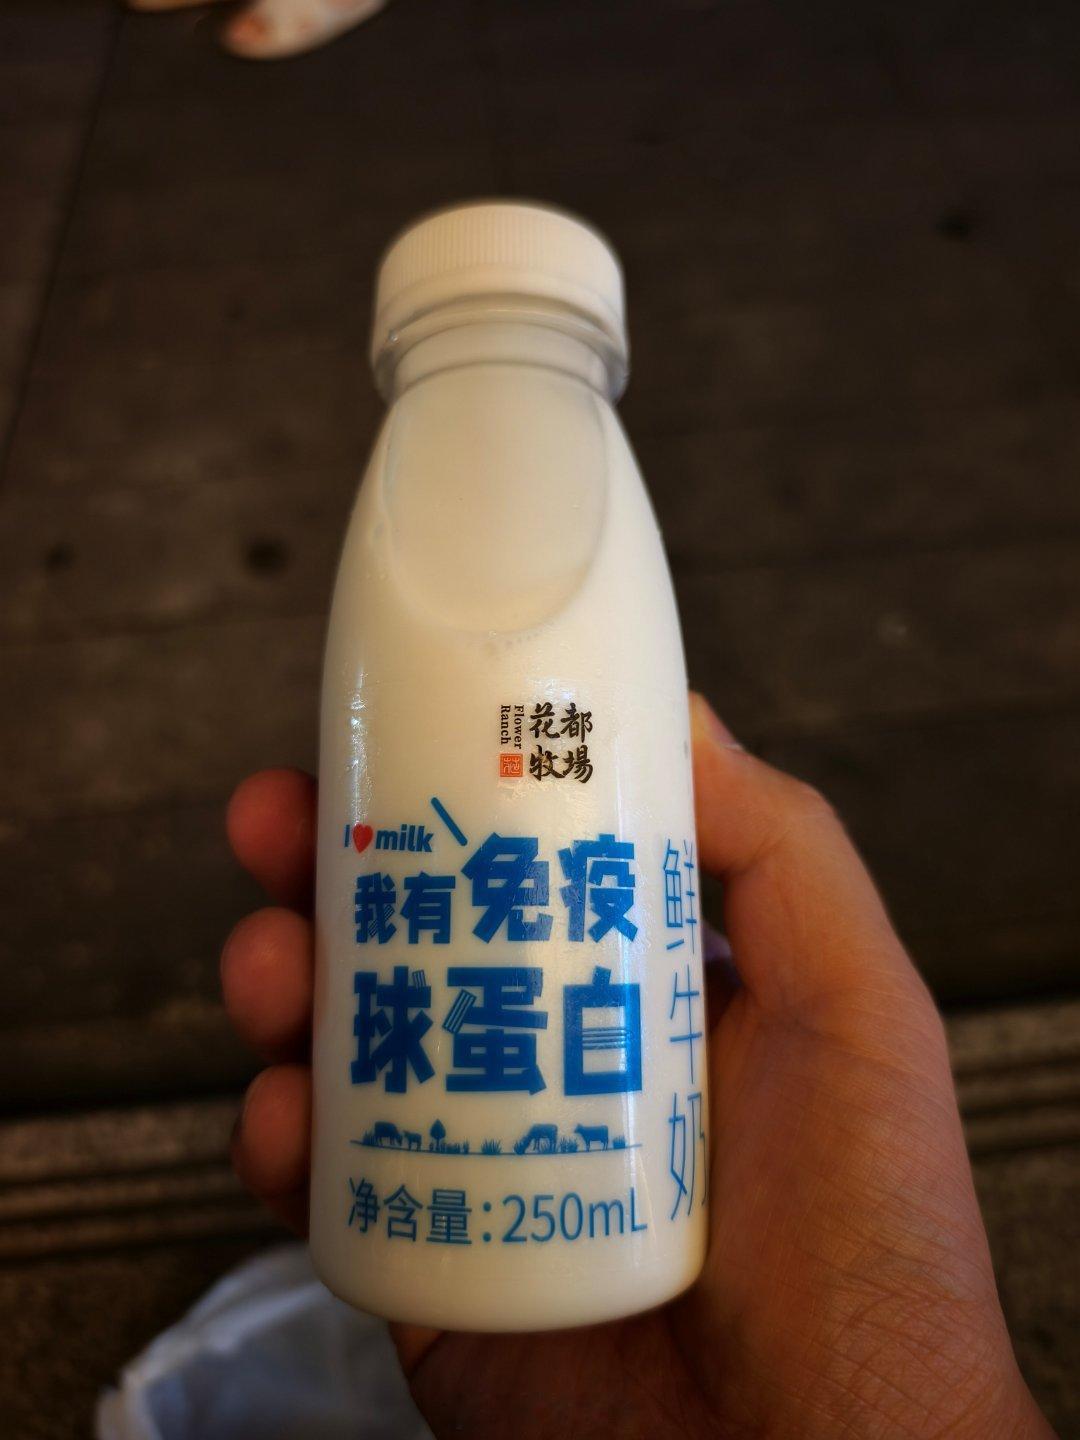 花都
牧場
Flower
Ranch
I❤milk
我有免疫
球蛋白
净含量:250mL
鲜牛奶